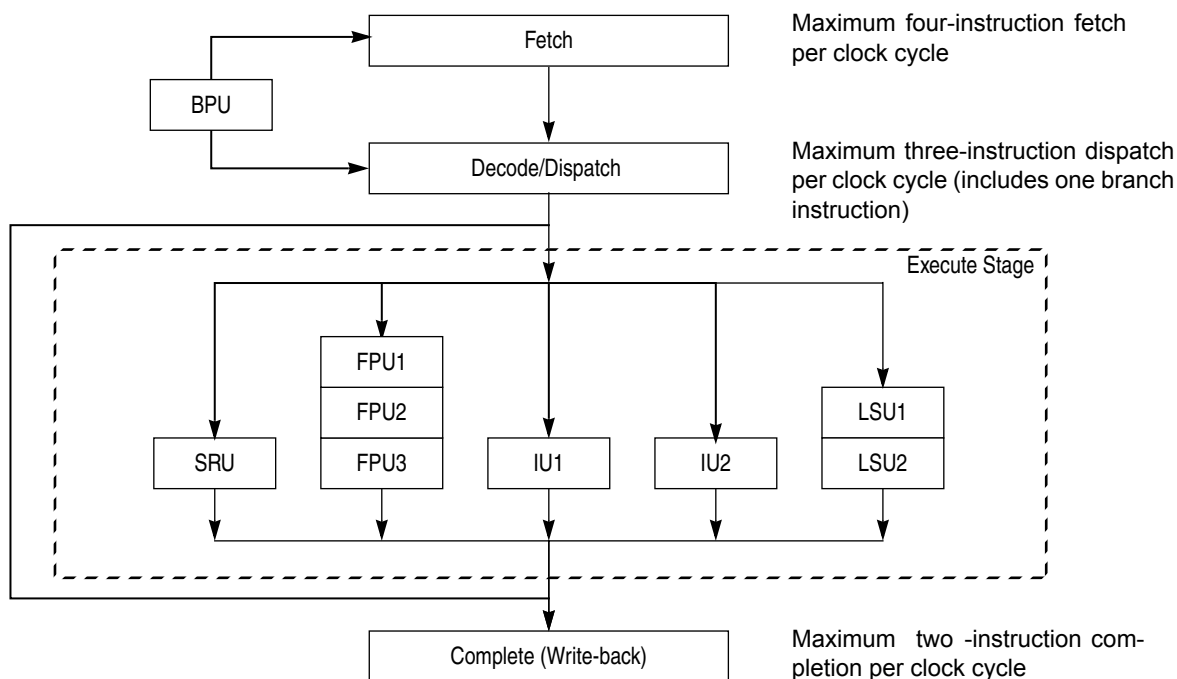 Fetch
Maximum four-instruction fetch
per clock cycle
BPU
Decode/Dispatch
Maximum three-instruction dispatch
per clock cycle (includes one branch
instruction)
Execute Stage
FPU1
FPU2
LSU1
SRU
FPU3
IU1
IU2
LSU2
Complete (Write-back)
Maximum two -instruction com-
pletion per clock cycle